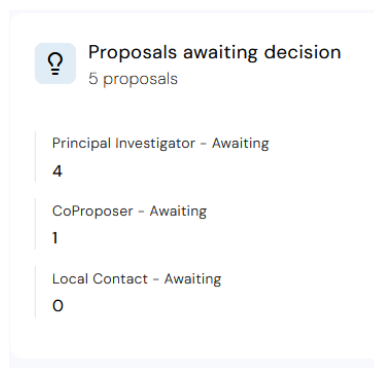 Proposals awaiting decision
5 proposals
Principal Investigator - Awaiting
4
CoProposer - Awaiting
1
Local Contact - Awaiting
0